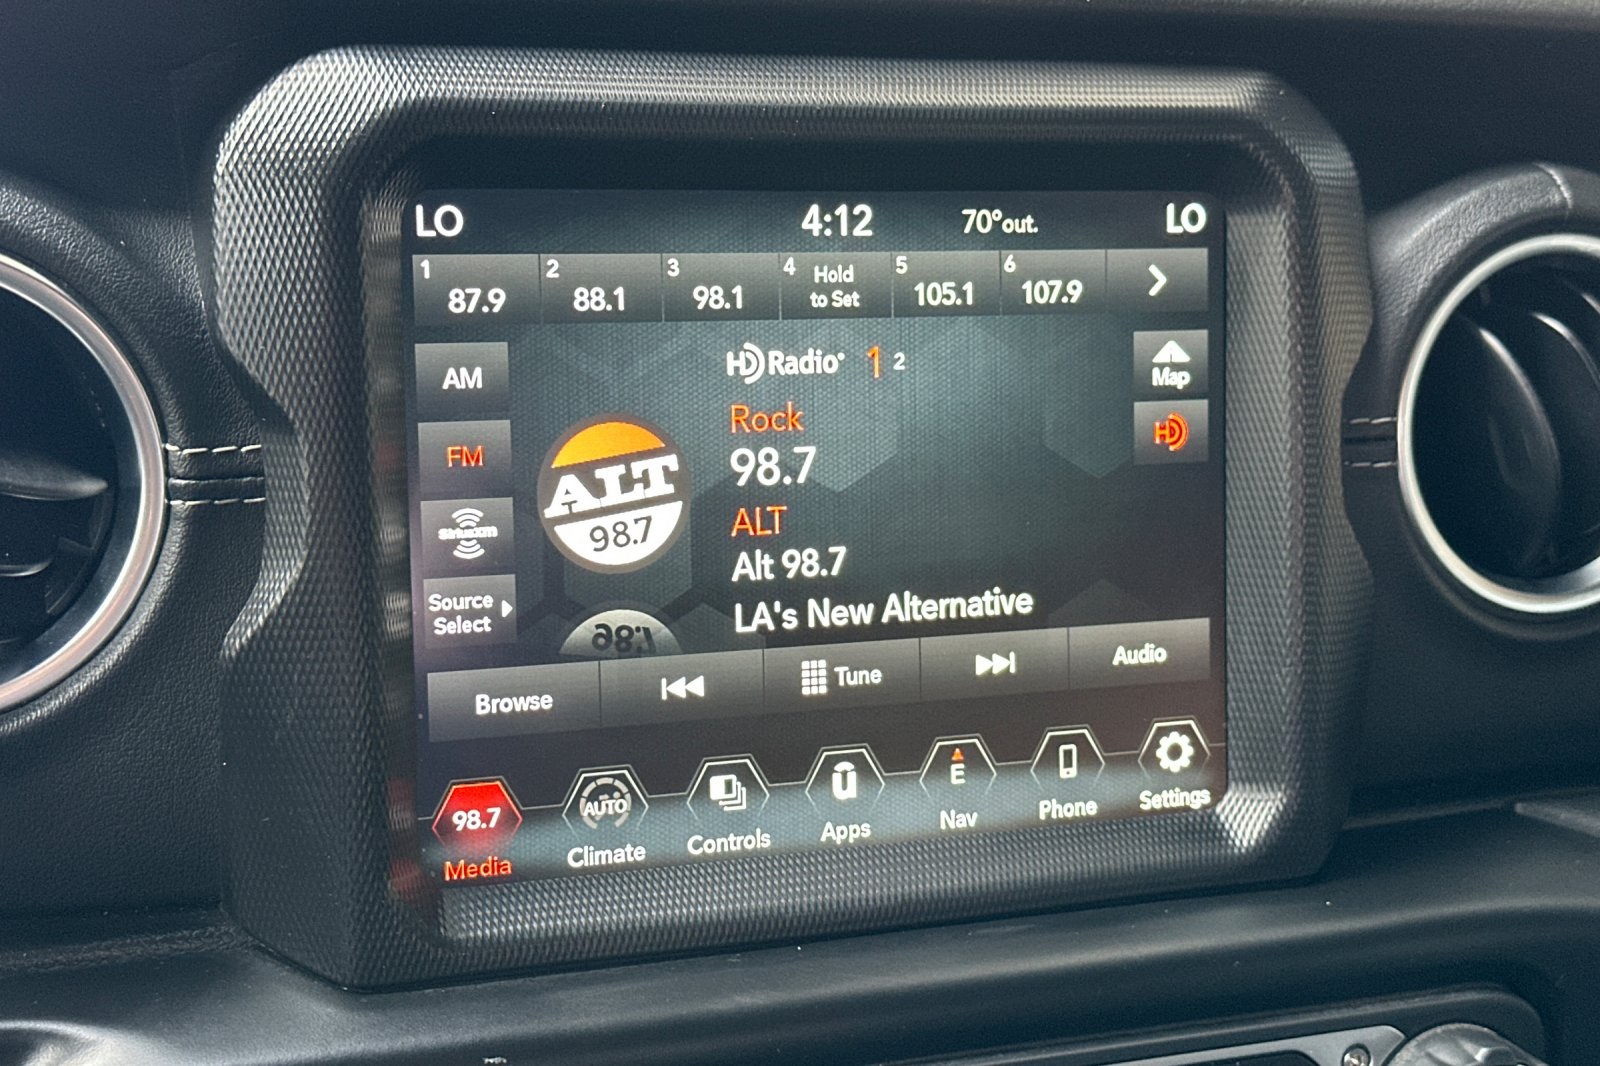 LO 4:12 70°out. LO
1 87.9 2 88.1 3 98.1 4 Hold to Set 5 105.1 6 107.9
HD Radio 1 2
AM
Map
Rock
98.7
HD
FM
ALT
98.7
ALT
SiriusXM
Alt 98.7
Source Select
LA's New Alternative
98.7
Browse Tune Audio
98.7 AUTO E
Media Climate Controls Apps Nav Phone Settings